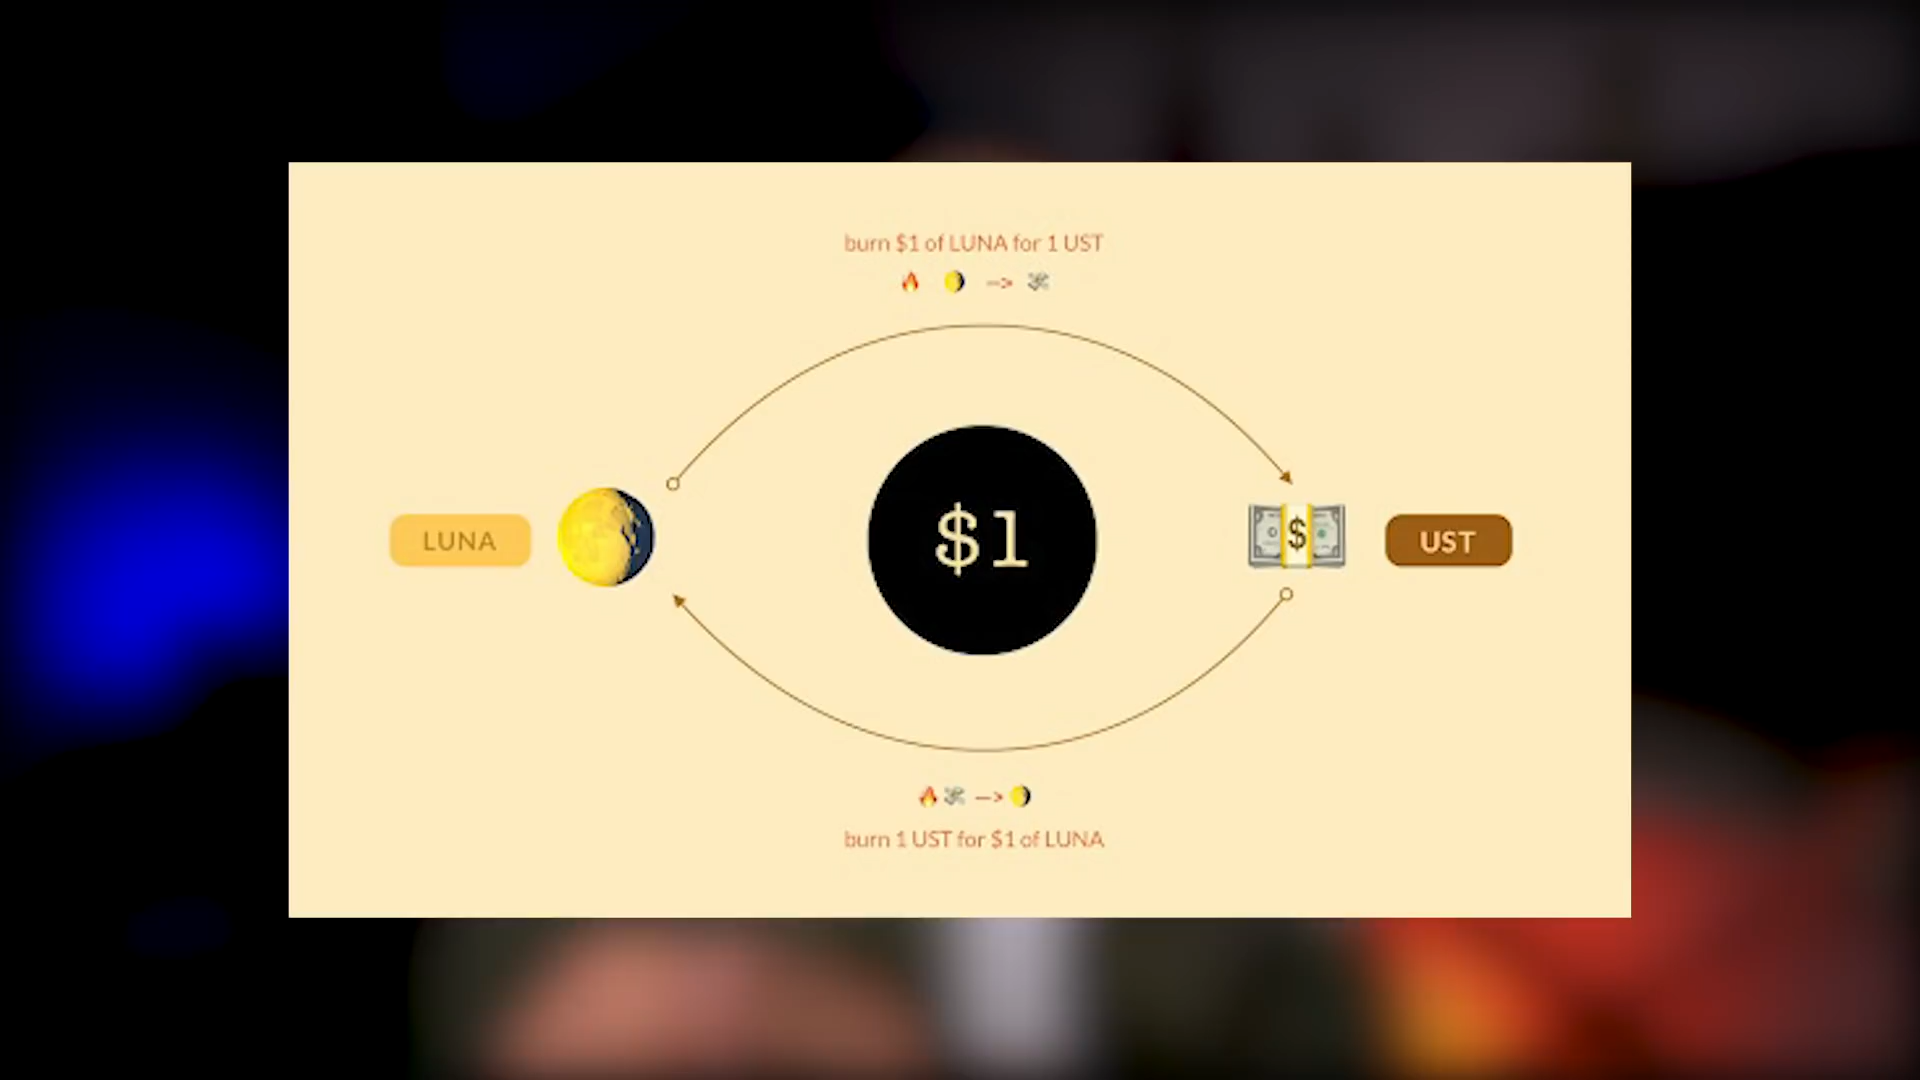 burn $1 of LUNA for 1 UST
-->
LUNA
$1
$
UST
-->
burn 1 UST for $1 of LUNA